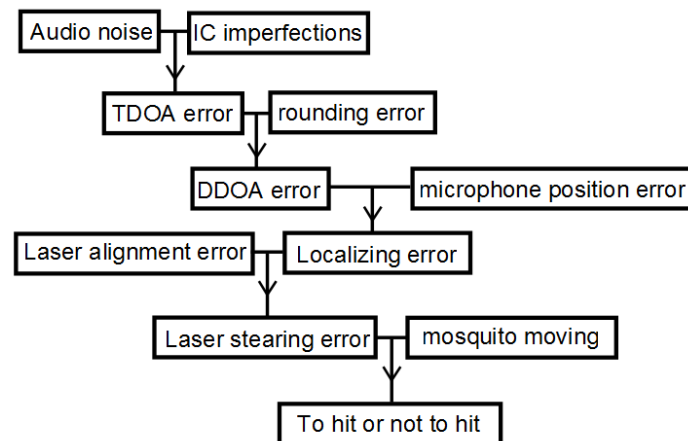 Audio noise
IC imperfections
TDOA error
rounding error
DDOA error
microphone position error
Laser alignment error
Localizing error
Laser stearing error
mosquito moving
To hit or not to hit